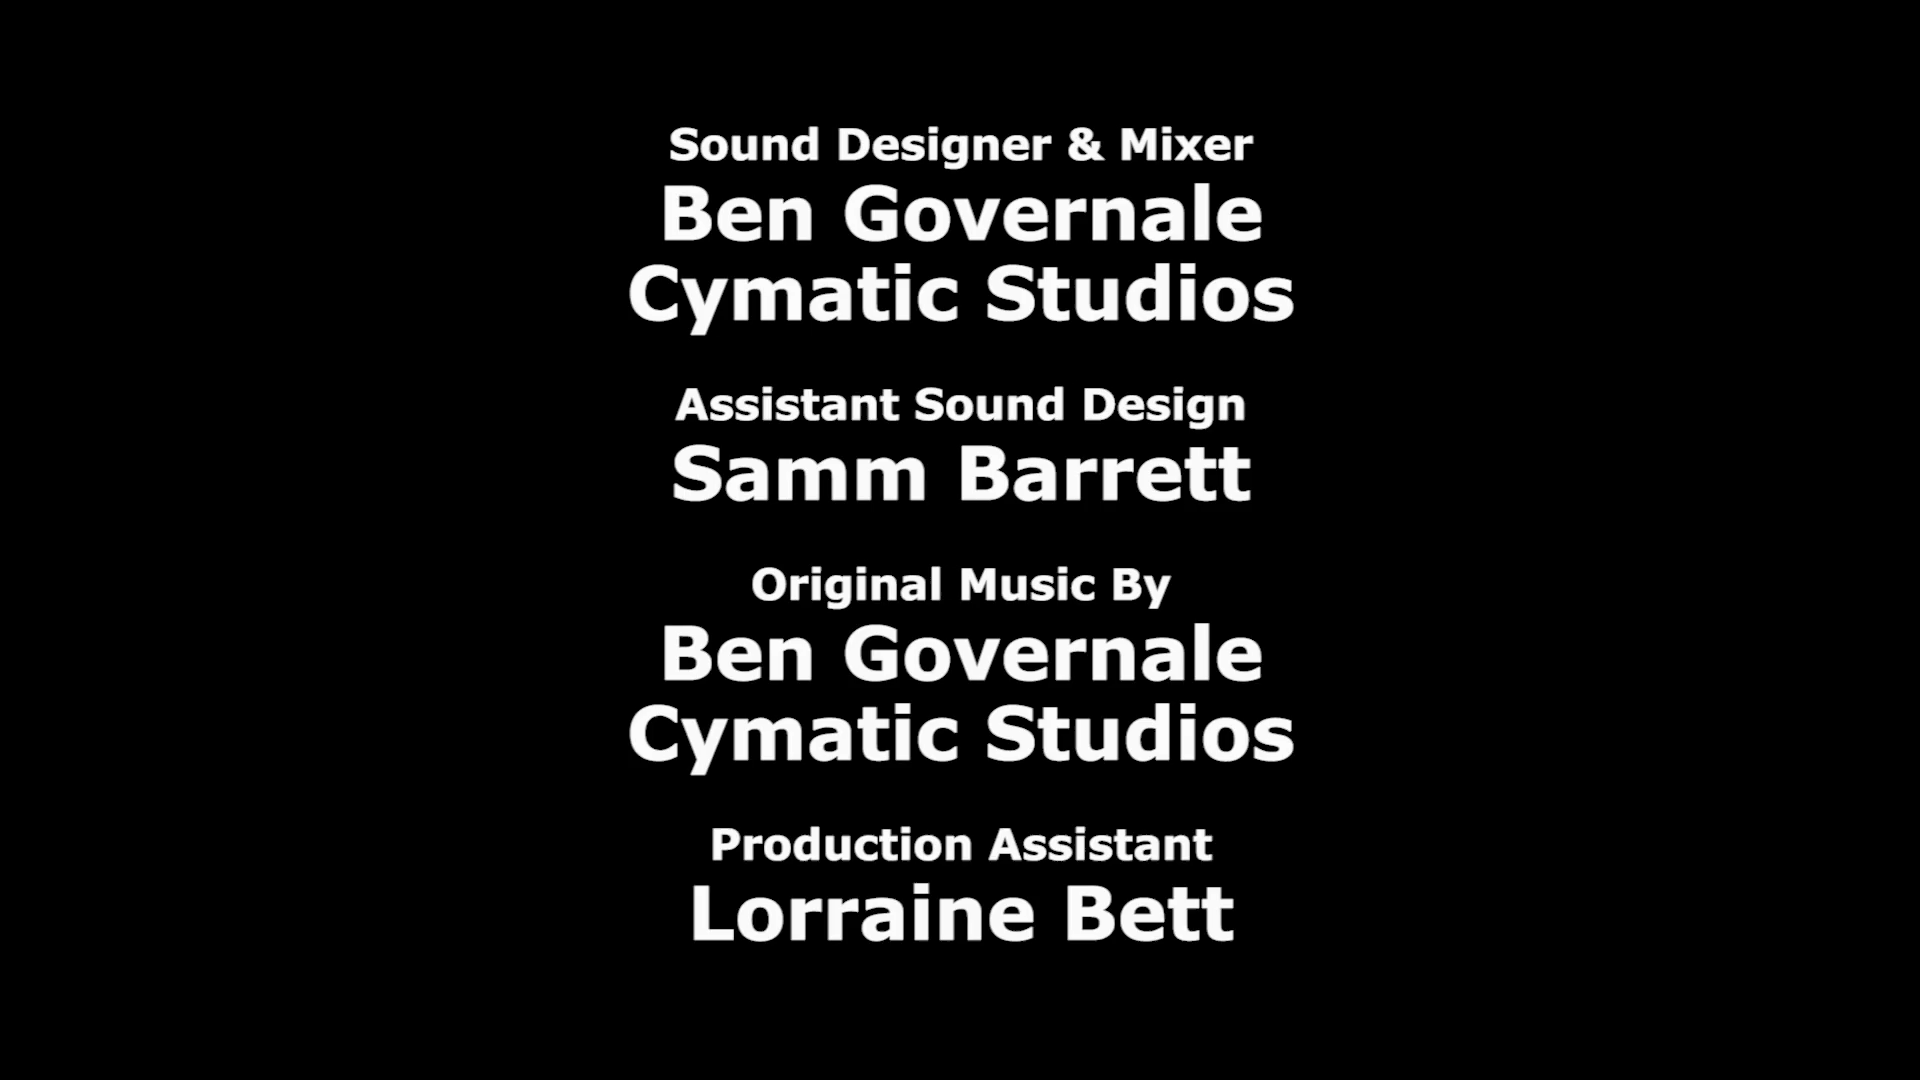 Sound Designer & Mixer
Ben Governale
Cymatic Studios
Assistant Sound Design
Samm Barrett
Original Music By
Ben Governale
Cymatic Studios
Production Assistant
Lorraine Bett